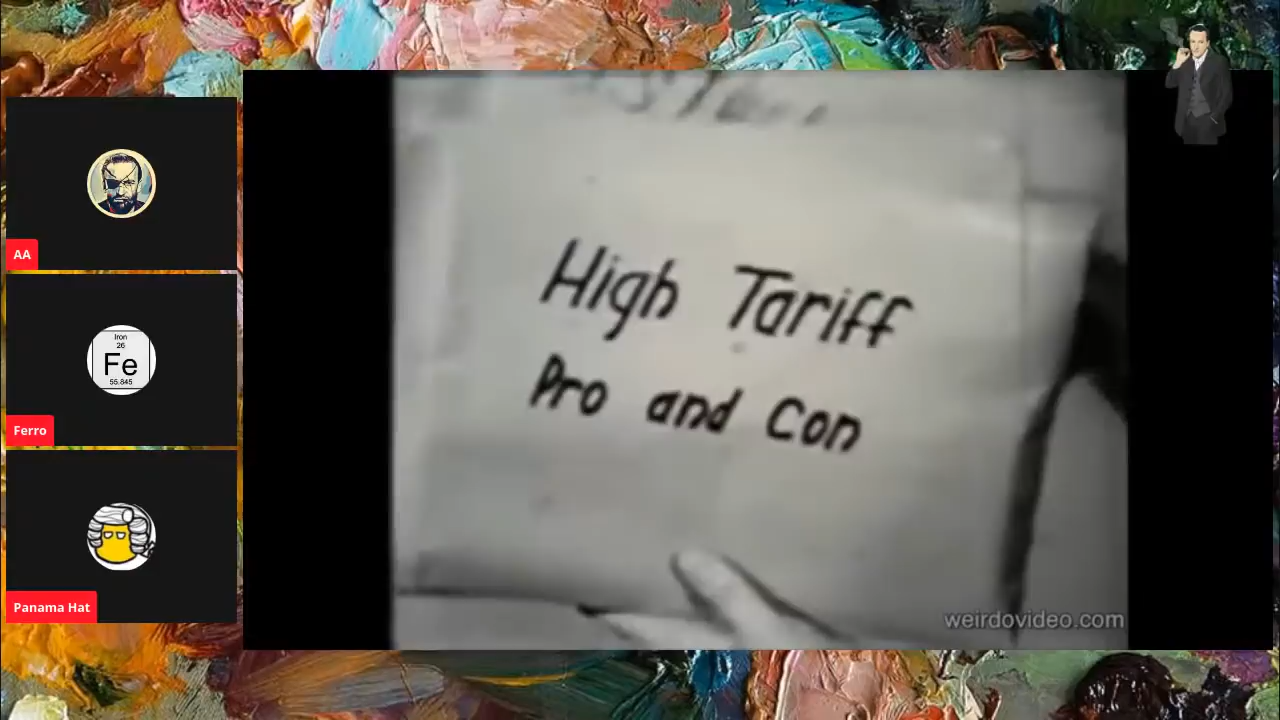 AA
Iron
26
Fe
55.845
Ferro
Panama Hat
High Tariff
Pro and Con
weirdovideo.com